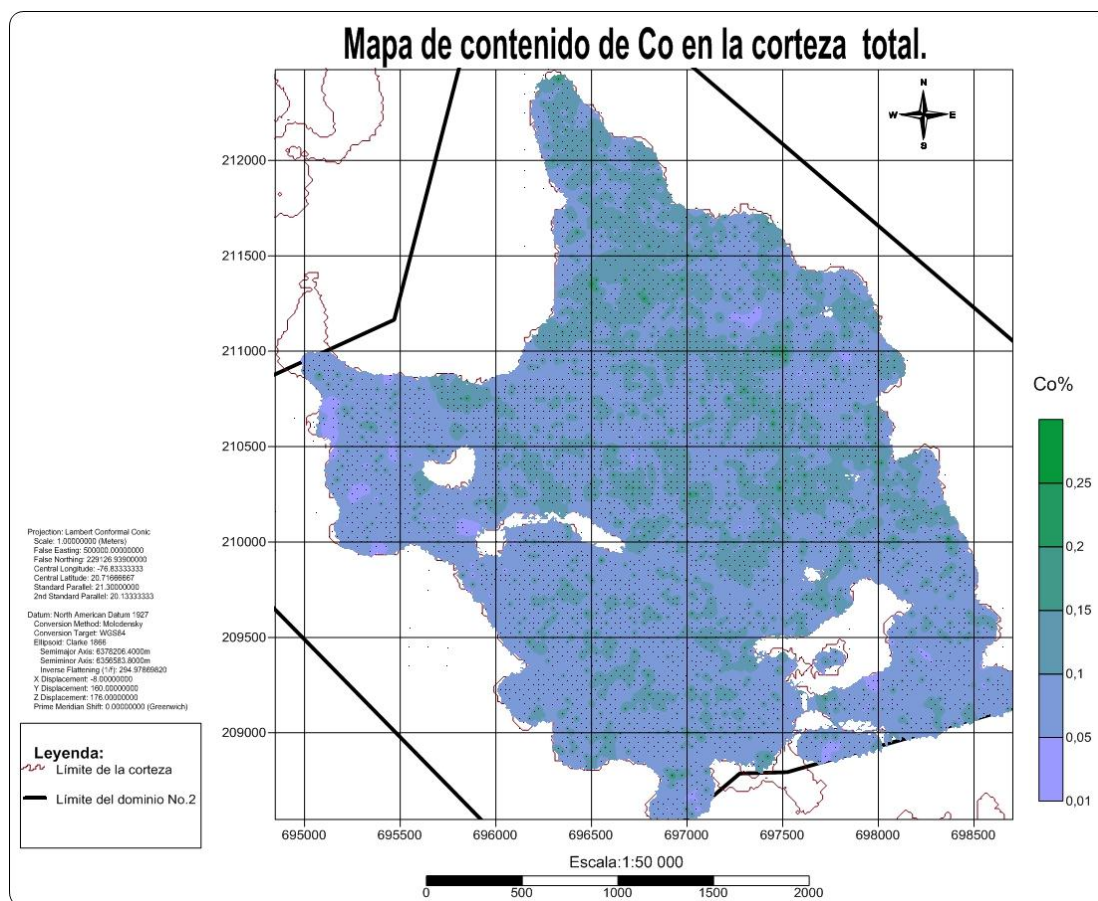 Mapa de contenido de Co en la corteza total.
N
W
E
S
212000
211500
211000
210500
210000
209500
209000
695000
695500
696000
696500
697000
697500
698000
698500
Co%
0,25
0,2
0,15
0,1
0,05
0,01
Projection: Lambert Conformal Conic
Scale: 1.00000000 (Meters)
False Easting: 500000.00000000
False Northing: 229126.93900000
Central Longitude: -76.83333333
Central Latitude: 20.71666667
Standard Parallel: 21.30000000
2nd Standard Parallel: 20.13333333
Datum: North American Datum 1927
Conversion Method: Molodensky
Conversion Target: WGS84
Ellipsoid: Clarke 1866
Semimajor Axis: 6378206.4000m
Semiminor Axis: 6356583.8000m
Inverse Flattening (1/f): 294.97869820
X Displacement: -8.00000000
Y Displacement: 160.00000000
Z Displacement: 176.00000000
Prime Meridian Shift: 0.00000000 (Greenwich)
Leyenda:
Límite de la corteza
Límite del dominio No.2
Escala:1:50 000
0
500
1000
1500
2000